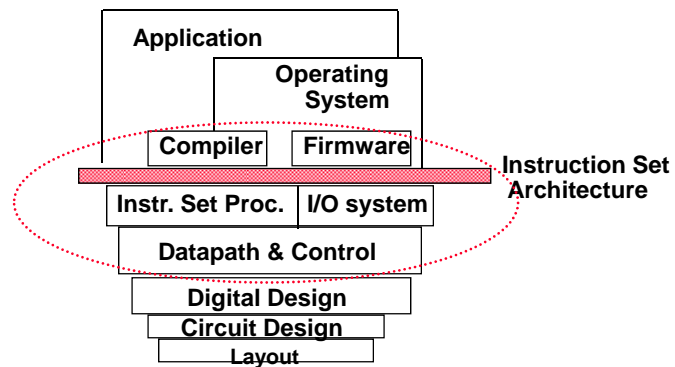 Application
Operating
System
Compiler
Firmware
Instruction Set
Architecture
Instr. Set Proc.
I/O system
Datapath & Control
Digital Design
Circuit Design
Layout